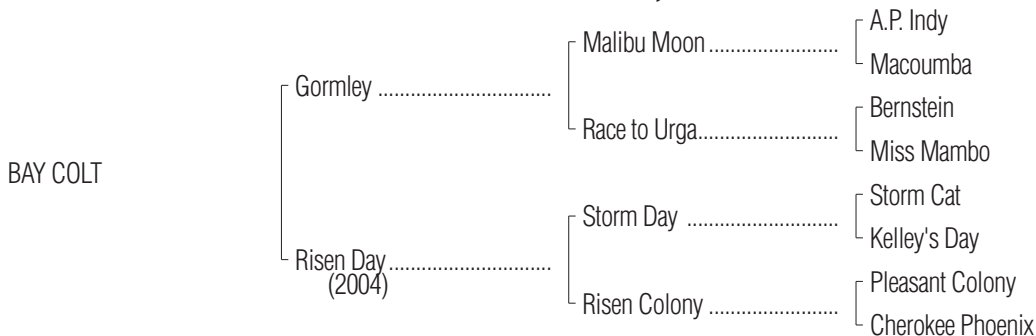 A.P. Indy
Malibu Moon ............................
Macoumba
Gormley .....................................
Bernstein
Race to Urga..............................
Miss Mambo
BAY COLT
Storm Cat
Storm Day ................................
Kelley's Day
Risen Day...................................
(2004)
Pleasant Colony
Risen Colony ............................
Cherokee Phoenix